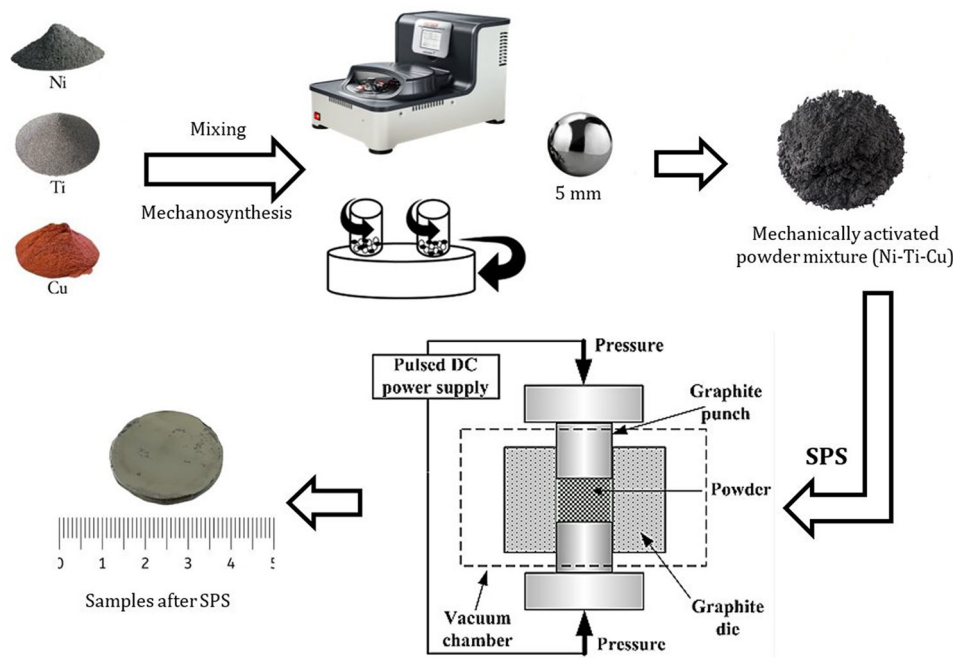 Ni
Ti
Cu
Mixing
Mechanosynthesis
5 mm
Mechanically activated
powder mixture (Ni-Ti-Cu)
SPS
Pulsed DC
power supply
Pressure
Graphite
punch
Powder
Graphite
die
Vacuum
chamber
Pressure
0 1 2 3 4 5
Samples after SPS